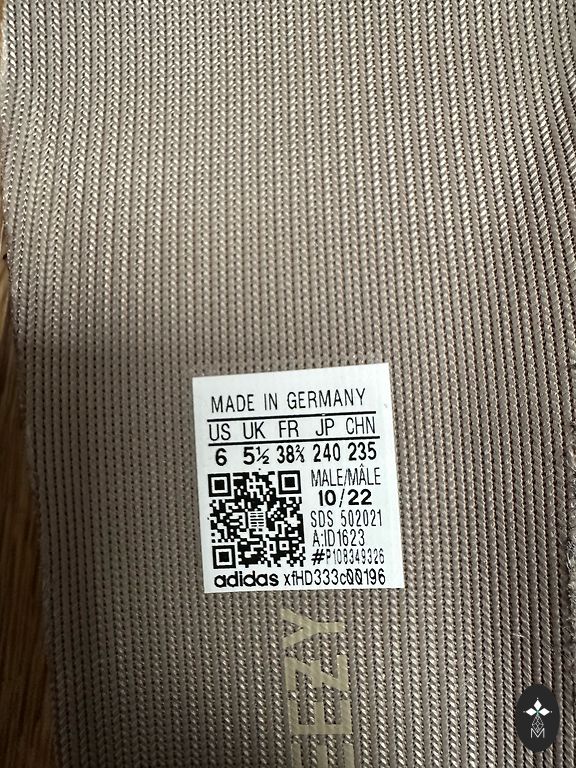 MADE IN GERMANY
US UK FR JP CHN
6 5½ 38⅔ 240 235
MALE/MÂLE
10/22
SDS 502021
A:ID1623
#P108349326
adidas xfHD333c00196
EEZY
M